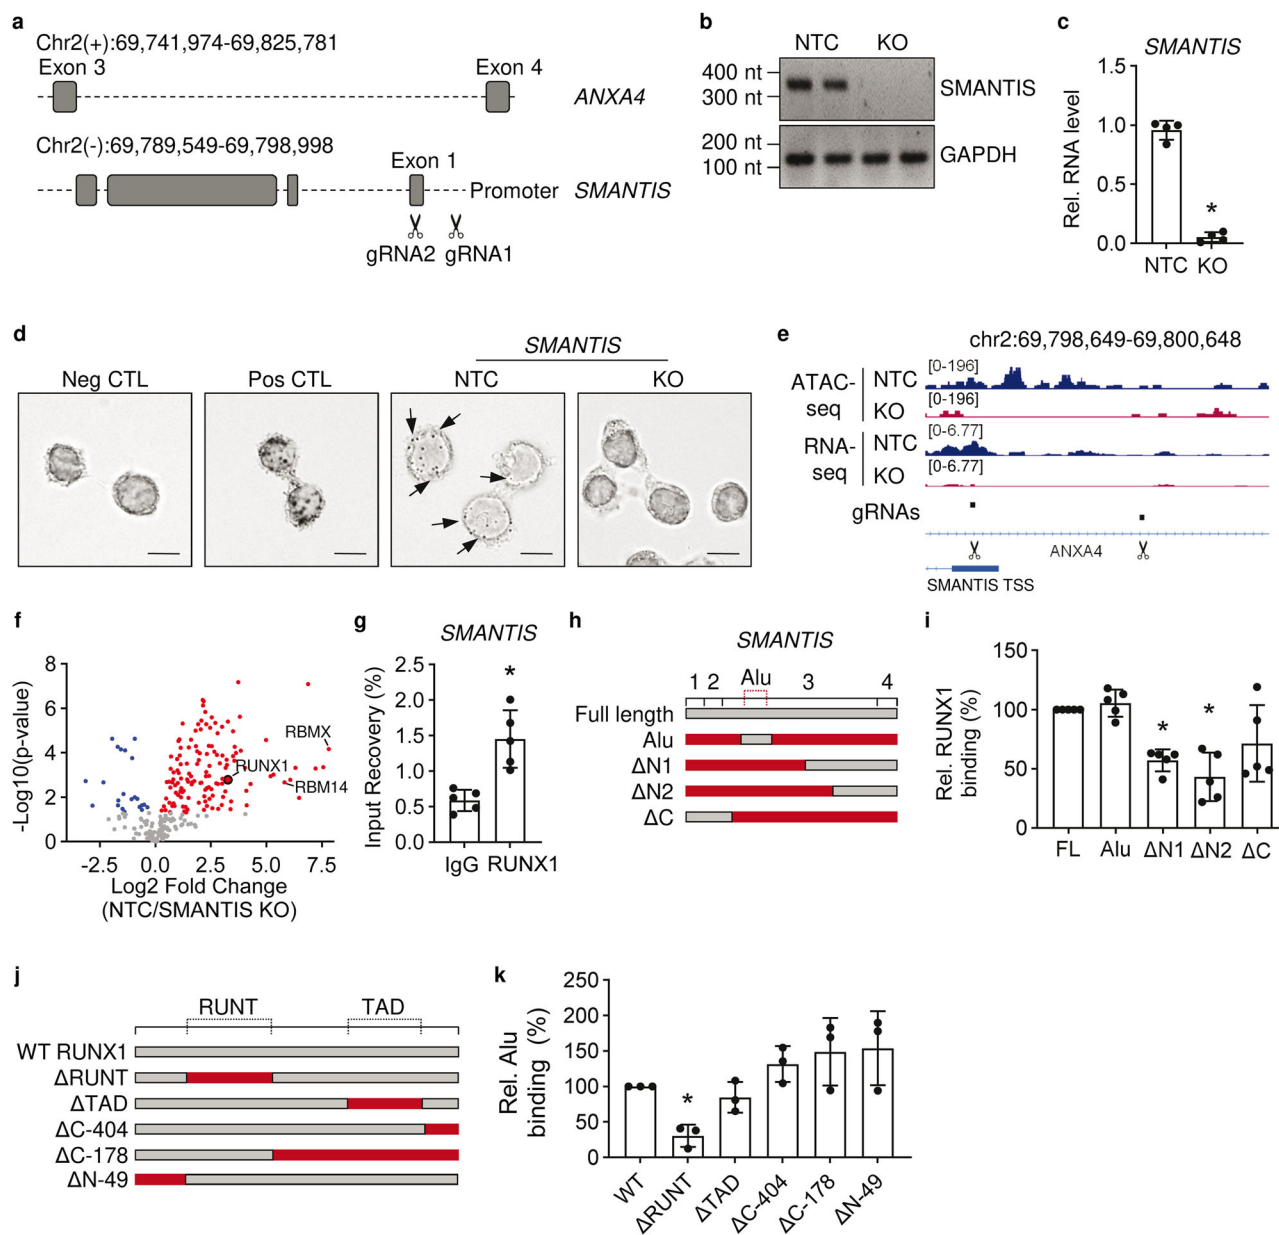 a
Chr2(+):69,741,974-69,825,781
Exon 3
Exon 4
ANXA4
Chr2(-):69,789,549-69,798,998
Exon 1
Promoter
SMANTIS
gRNA2
gRNA1
b
NTC
KO
400 nt
300 nt
SMANTIS
200 nt
100 nt
GAPDH
c
SMANTIS
Rel. RNA level
1.5
1.0
0.5
0.0
*
NTC
KO
d
SMANTIS
Neg CTL
Pos CTL
NTC
KO
e
chr2:69,798,649-69,800,648
ATAC-
seq
NTC
[0-196]
KO
[0-196]
RNA-
seq
NTC
[0-6.77]
KO
[0-6.77]
gRNAs
ANXA4
SMANTIS TSS
f
-Log10(p-value)
8
6
4
2
0
RBMX
RUNX1
RBM14
-2.5
0.0
2.5
5.0
7.5
Log2 Fold Change
(NTC/SMANTIS KO)
g
SMANTIS
Input Recovery (%)
2.5
2.0
1.5
1.0
0.5
0.0
*
IgG
RUNX1
h
SMANTIS
1
2
Alu
3
4
Full length
Alu
ΔN1
ΔN2
ΔC
i
Rel. RUNX1
binding (%)
150
100
50
0
*
*
FL
Alu
ΔN1
ΔN2
ΔC
j
RUNT
TAD
WT RUNX1
ΔRUNT
ΔTAD
ΔC-404
ΔC-178
ΔN-49
k
Rel. Alu
binding (%)
250
200
150
100
50
0
*
WT
ΔRUNT
ΔTAD
ΔC-404
ΔC-178
ΔN-49